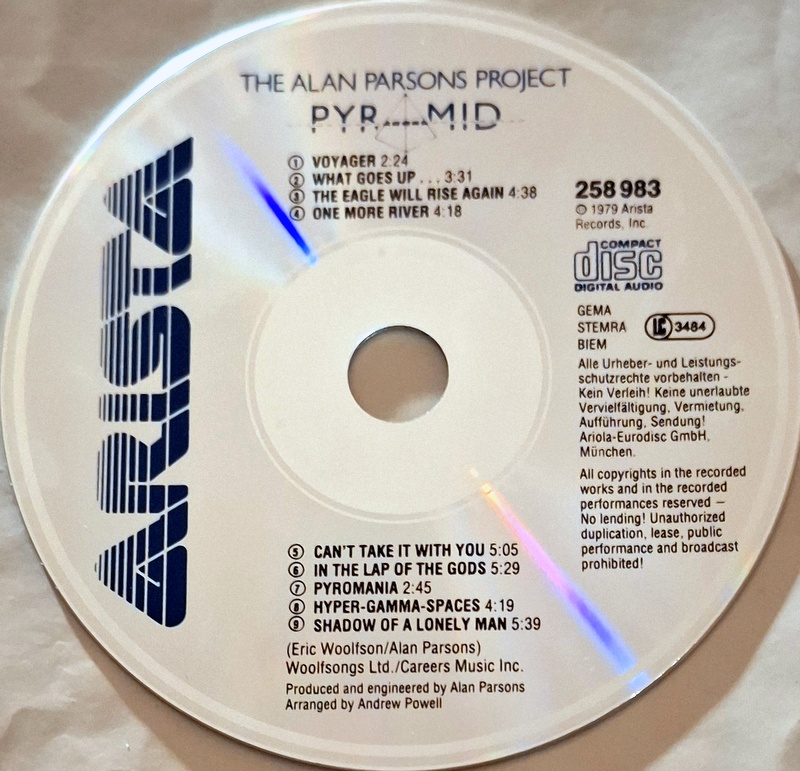 THE ALAN PARSONS PROJECT
PYRAMID
① VOYAGER 2:24
② WHAT GOES UP . . . 3:31
③ THE EAGLE WILL RISE AGAIN 4:38
④ ONE MORE RIVER 4:18
ARISTA
258 983
© 1979 Arista
Records, Inc.
COMPACT
disc
DIGITAL AUDIO
GEMA
STEMRA
BIEM
LC 3484
Alle Urheber- und Leistungs-
schutzrechte vorbehalten -
Kein Verleih! Keine unerlaubte
Vervielfältigung, Vermietung,
Aufführung, Sendung!
Ariola-Eurodisc GmbH,
München.
All copyrights in the recorded
works and in the recorded
performances reserved —
No lending! Unauthorized
duplication, lease, public
performance and broadcast
prohibited!
⑤ CAN'T TAKE IT WITH YOU 5:05
⑥ IN THE LAP OF THE GODS 5:29
⑦ PYROMANIA 2:45
⑧ HYPER-GAMMA-SPACES 4:19
⑨ SHADOW OF A LONELY MAN 5:39
(Eric Woolfson/Alan Parsons)
Woolfsongs Ltd./Careers Music Inc.
Produced and engineered by Alan Parsons
Arranged by Andrew Powell